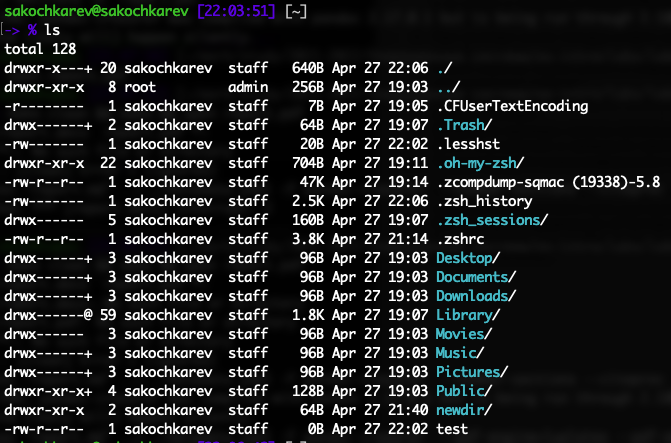 sakochkarev@sakochkarev [22:03:51] [~]
-> % ls
total 128
drwxr-x---+ 20 sakochkarev  staff   640B Apr 27 22:06 ./
drwxr-xr-x   8 root         admin   256B Apr 27 19:03 ../
-r--------   1 sakochkarev  staff     7B Apr 27 19:05 .CFUserTextEncoding
drwx------+  2 sakochkarev  staff    64B Apr 27 19:07 .Trash/
-rw-------   1 sakochkarev  staff    20B Apr 27 22:02 .lesshst
drwxr-xr-x  22 sakochkarev  staff   704B Apr 27 19:11 .oh-my-zsh/
-rw-r--r--   1 sakochkarev  staff    47K Apr 27 19:14 .zcompdump-sqmac (19338)-5.8
-rw-------   1 sakochkarev  staff   2.5K Apr 27 22:06 .zsh_history
drwx------   5 sakochkarev  staff   160B Apr 27 19:07 .zsh_sessions/
-rw-r--r--   1 sakochkarev  staff   3.8K Apr 27 21:14 .zshrc
drwx------+  3 sakochkarev  staff    96B Apr 27 19:03 Desktop/
drwx------+  3 sakochkarev  staff    96B Apr 27 19:03 Documents/
drwx------+  3 sakochkarev  staff    96B Apr 27 19:03 Downloads/
drwx------@ 59 sakochkarev  staff   1.8K Apr 27 19:07 Library/
drwx------   3 sakochkarev  staff    96B Apr 27 19:03 Movies/
drwx------+  3 sakochkarev  staff    96B Apr 27 19:03 Music/
drwx------+  3 sakochkarev  staff    96B Apr 27 19:03 Pictures/
drwxr-xr-x+  4 sakochkarev  staff   128B Apr 27 19:03 Public/
drwxr-xr-x   2 sakochkarev  staff    64B Apr 27 21:40 newdir/
-rw-r--r--   1 sakochkarev  staff     0B Apr 27 22:02 test